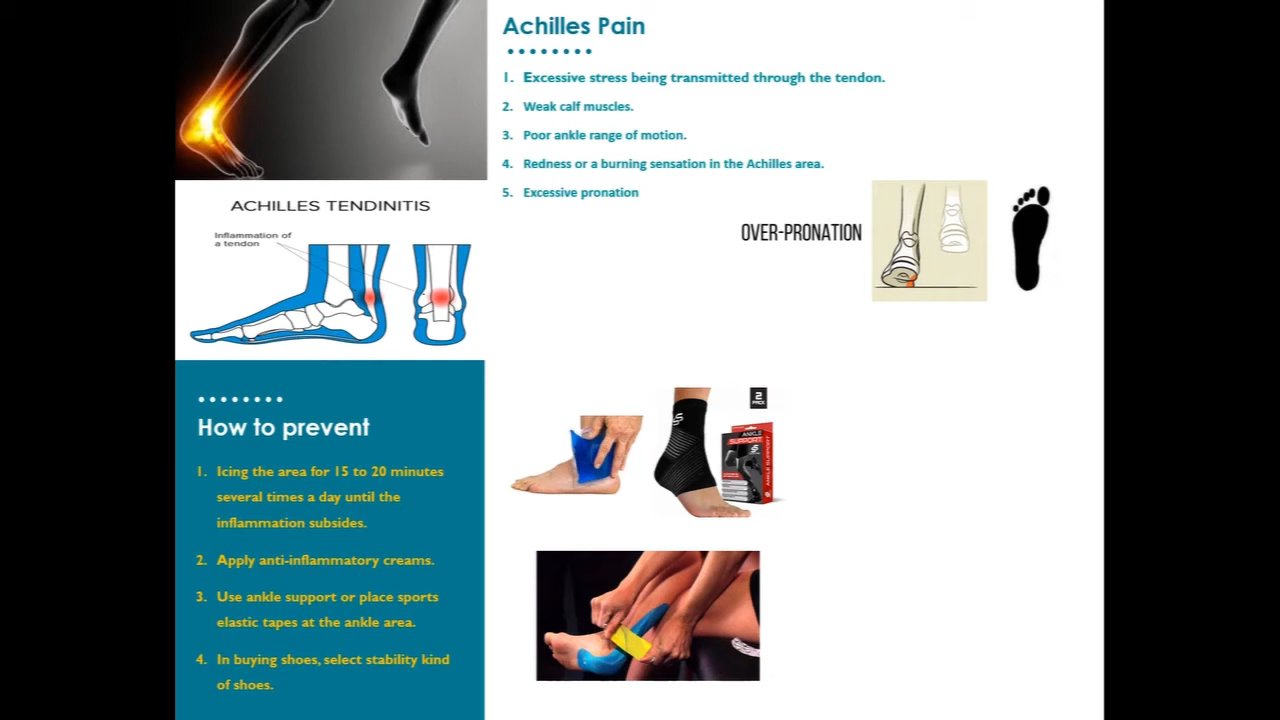 Achilles Pain
1. Excessive stress being transmitted through the tendon.
2. Weak calf muscles.
3. Poor ankle range of motion.
4. Redness or a burning sensation in the Achilles area.
5. Excessive pronation
OVER-PRONATION
ACHILLES TENDINITIS
Inflammation of
a tendon
How to prevent
1. Icing the area for 15 to 20 minutes
several times a day until the
inflammation subsides.
2. Apply anti-inflammatory creams.
3. Use ankle support or place sports
elastic tapes at the ankle area.
4. In buying shoes, select stability kind
of shoes.
2
PACK
ANKLE
SUPPORT
ANKLE SUPPORT